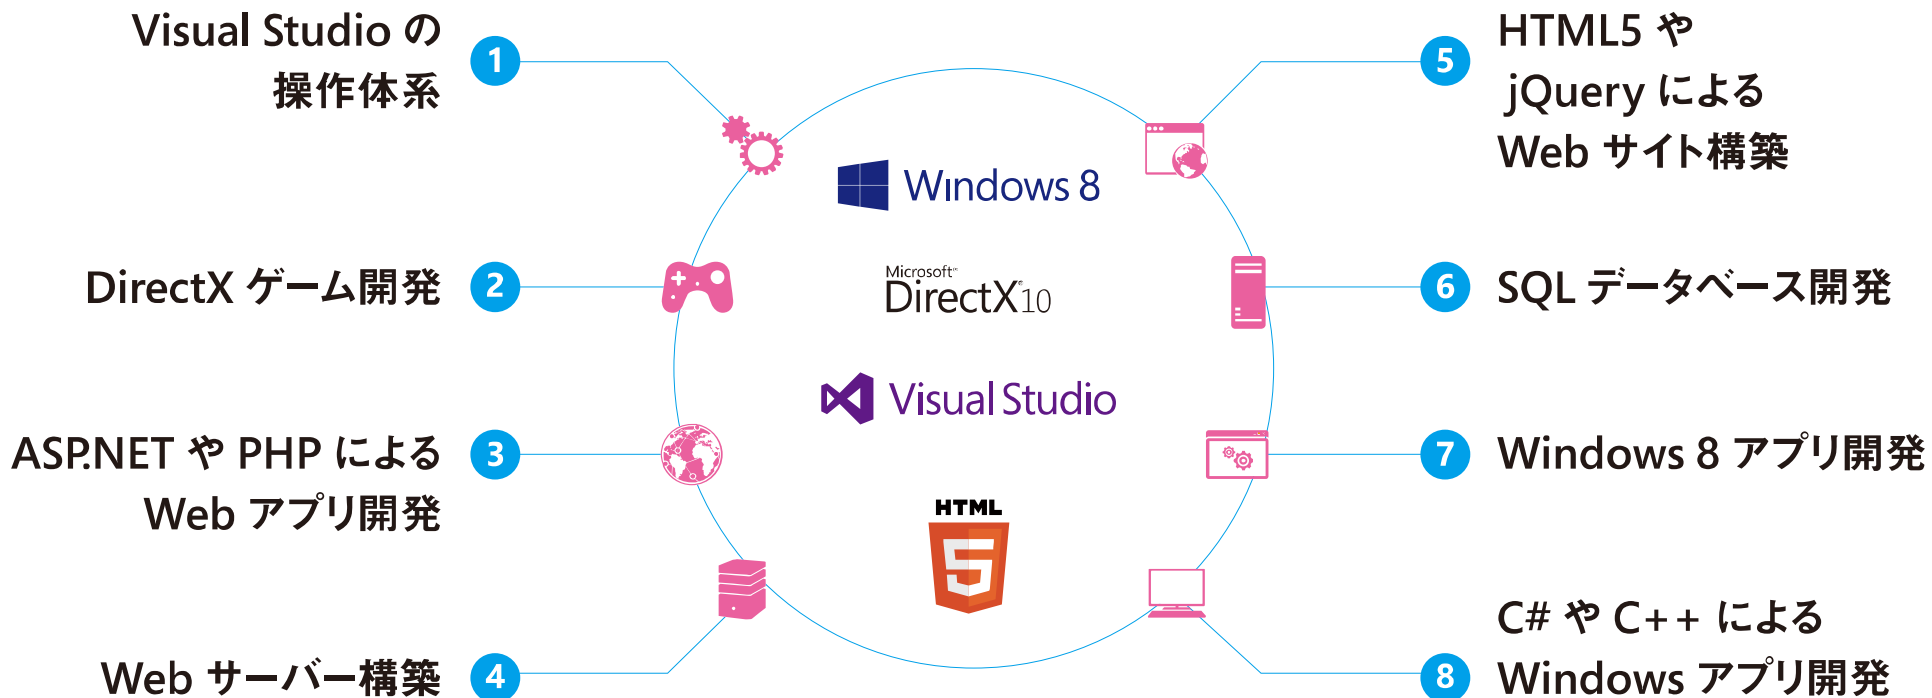 1
Visual Studio の
操作体系
2
DirectX ゲーム開発
3
ASP.NET や PHP による
Web アプリ開発
4
Web サーバー構築
Windows 8
Microsoft™
DirectX® 10
Visual Studio
HTML
5
5
HTML5 や
jQuery による
Web サイト構築
6
SQL データベース開発
7
Windows 8 アプリ開発
8
C# や C++ による
Windows アプリ開発